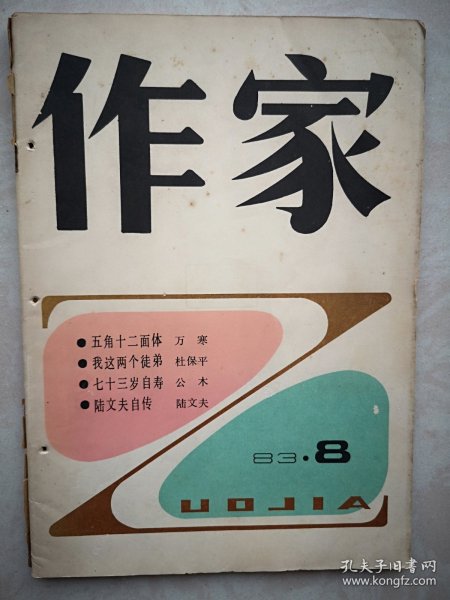 作家
● 五角十二面体 万寒
● 我这两个徒弟 杜保平
● 七十三岁自寿 公木
● 陆文夫自传 陆文夫
83·8
UOJIA
孔夫子旧书网
www.kongfz.com